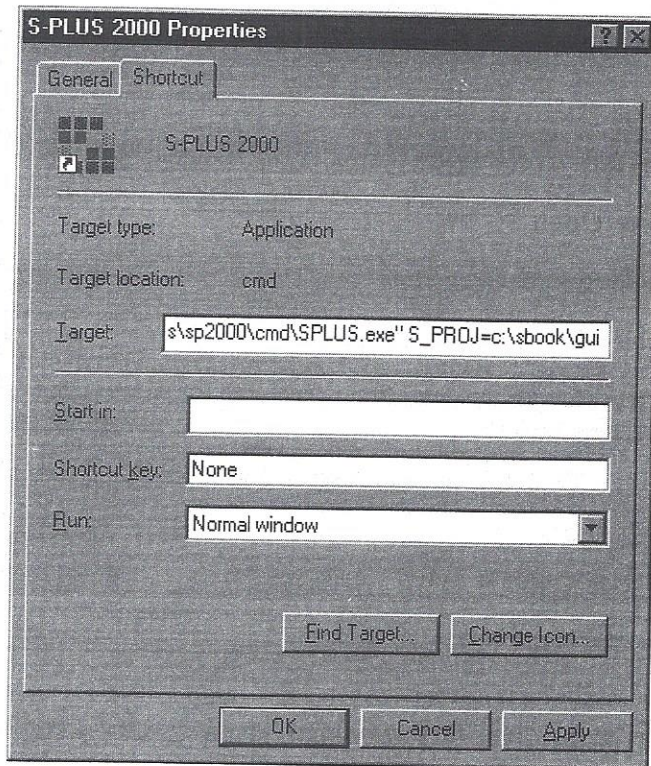 S-PLUS 2000 Properties
General Shortcut
S-PLUS 2000
Target type: Application
Target location: cmd
Target: s\sp2000\cmd\SPLUS.exe" S_PROJ=c:\sbook\gui
Start in:
Shortcut key: None
Run: Normal window
Find Target... Change Icon...
OK Cancel Apply